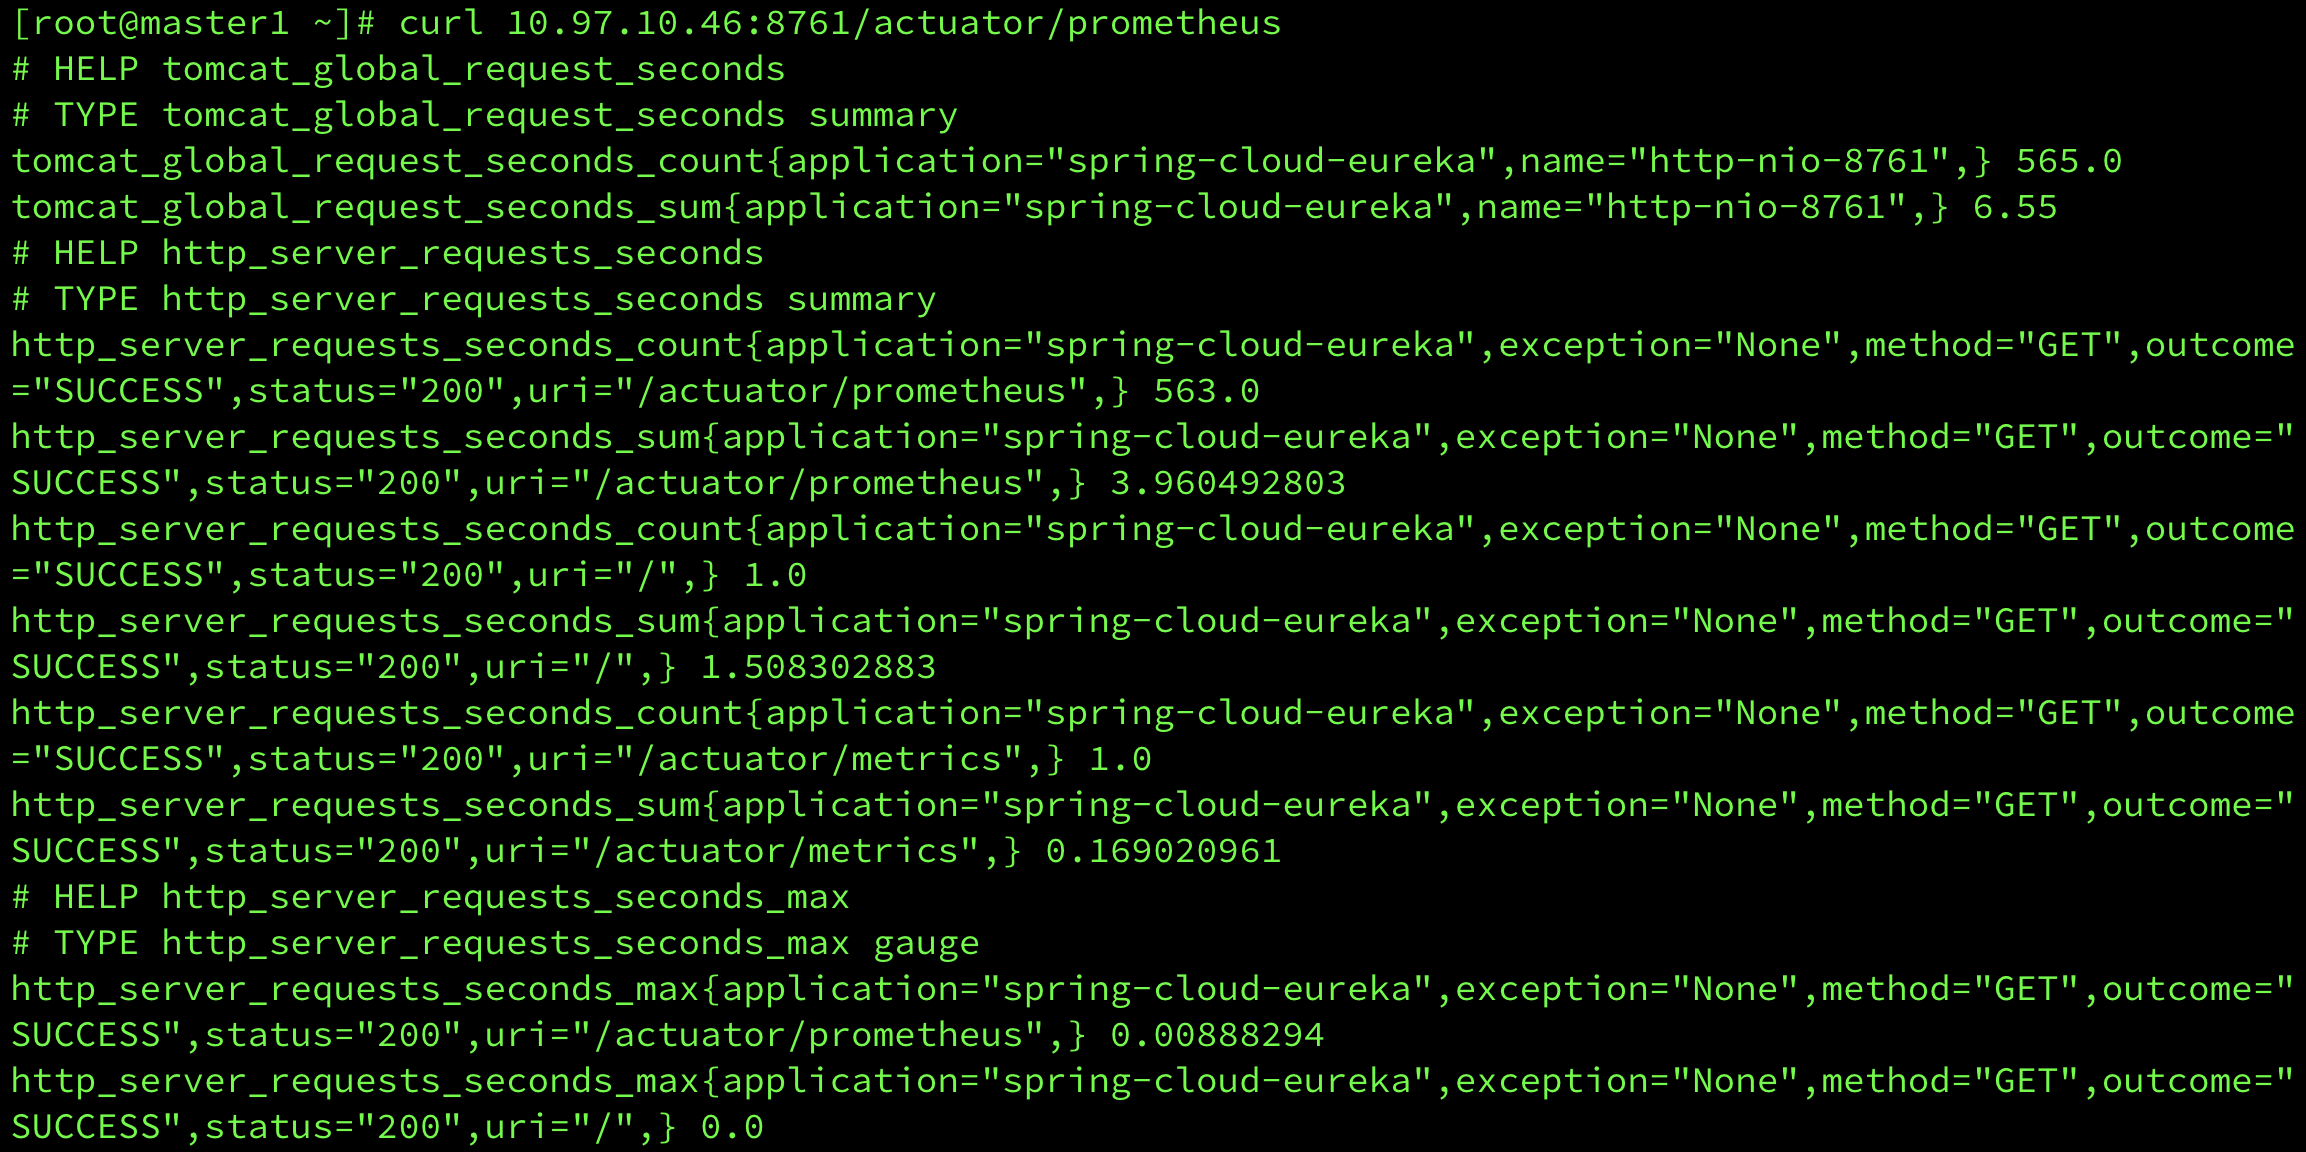 [root@master1 ~]# curl 10.97.10.46:8761/actuator/prometheus
# HELP tomcat_global_request_seconds
# TYPE tomcat_global_request_seconds summary
tomcat_global_request_seconds_count{application="spring-cloud-eureka",name="http-nio-8761",} 565.0
tomcat_global_request_seconds_sum{application="spring-cloud-eureka",name="http-nio-8761",} 6.55
# HELP http_server_requests_seconds
# TYPE http_server_requests_seconds summary
http_server_requests_seconds_count{application="spring-cloud-eureka",exception="None",method="GET",outcome
="SUCCESS",status="200",uri="/actuator/prometheus",} 563.0
http_server_requests_seconds_sum{application="spring-cloud-eureka",exception="None",method="GET",outcome="
SUCCESS",status="200",uri="/actuator/prometheus",} 3.960492803
http_server_requests_seconds_count{application="spring-cloud-eureka",exception="None",method="GET",outcome
="SUCCESS",status="200",uri="/",} 1.0
http_server_requests_seconds_sum{application="spring-cloud-eureka",exception="None",method="GET",outcome="
SUCCESS",status="200",uri="/",} 1.508302883
http_server_requests_seconds_count{application="spring-cloud-eureka",exception="None",method="GET",outcome
="SUCCESS",status="200",uri="/actuator/metrics",} 1.0
http_server_requests_seconds_sum{application="spring-cloud-eureka",exception="None",method="GET",outcome="
SUCCESS",status="200",uri="/actuator/metrics",} 0.169020961
# HELP http_server_requests_seconds_max
# TYPE http_server_requests_seconds_max gauge
http_server_requests_seconds_max{application="spring-cloud-eureka",exception="None",method="GET",outcome="
SUCCESS",status="200",uri="/actuator/prometheus",} 0.00888294
http_server_requests_seconds_max{application="spring-cloud-eureka",exception="None",method="GET",outcome="
SUCCESS",status="200",uri="/",} 0.0